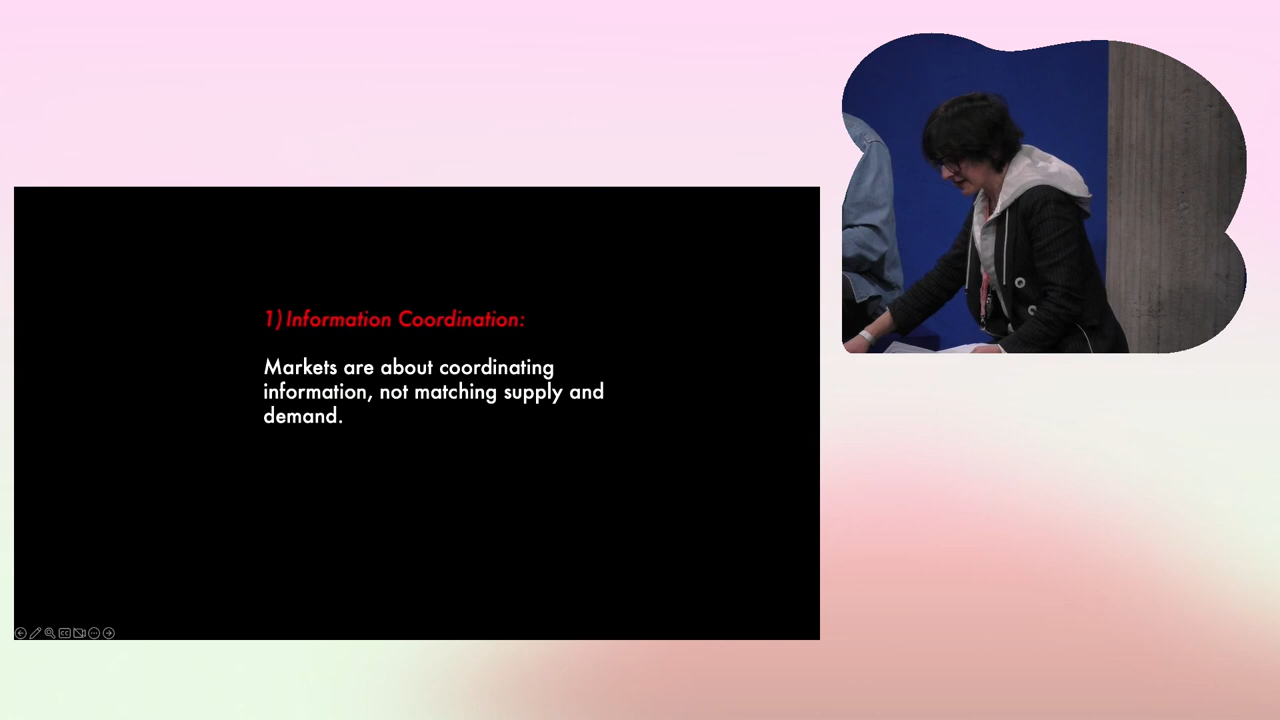 1) Information Coordination:
Markets are about coordinating
information, not matching supply and
demand.